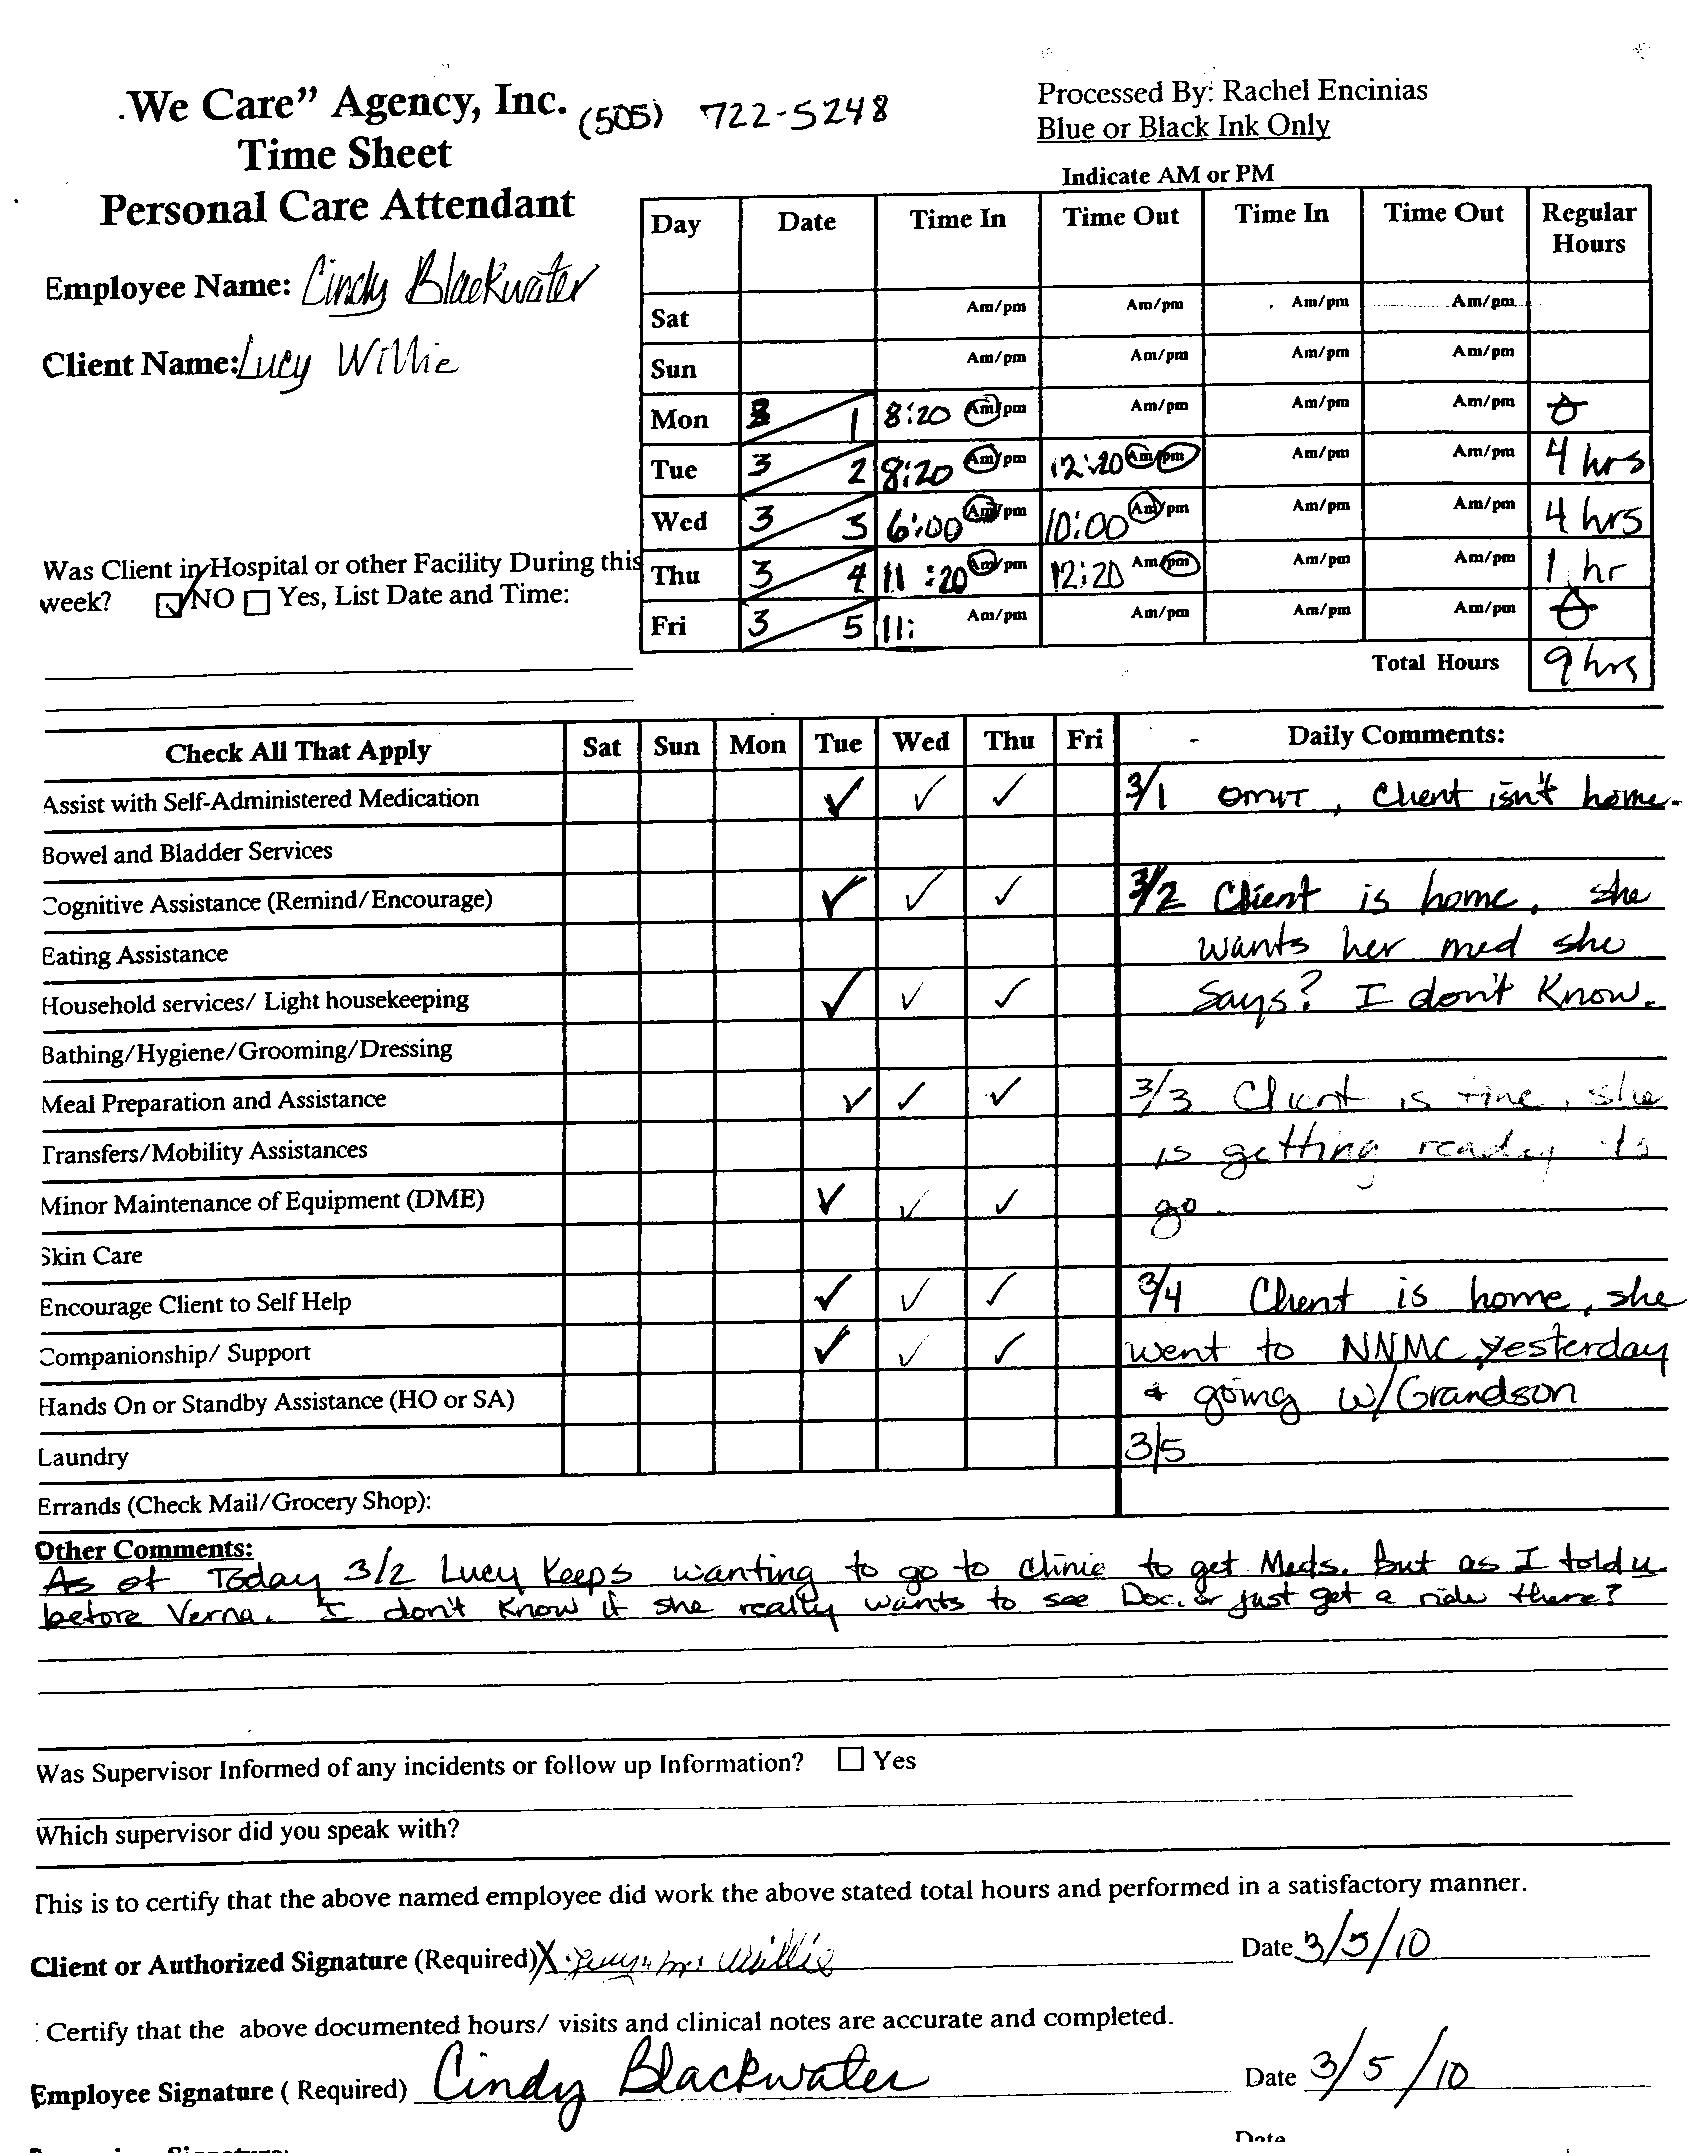 .We Care" Agency, Inc. (505) 722-5248
Time Sheet
Personal Care Attendant
Processed By: Rachel Encinias
Blue or Black Ink Only
Indicate AM or PM
Employee Name: Cindy Blackwater
Client Name: Lucy Willie
Day Date Time In Time Out Time In Time Out Regular Hours
Sat Am/pm Am/pm Am/pm Am/pm
Sun Am/pm Am/pm Am/pm Am/pm
Mon 3/1 8:20 Am/pm Am/pm Am/pm Am/pm 0
Tue 3/2 8:20 Am/pm 12:20 Am/pm Am/pm Am/pm 4 hrs
Wed 3/3 6:00 Am/pm 10:00 Am/pm Am/pm Am/pm 4 hrs
Thu 3/4 11:20 Am/pm 12:20 Am/pm Am/pm Am/pm 1 hr
Fri 3/5 11: Am/pm Am/pm Am/pm Am/pm 0
Total Hours 9 hrs
Was Client in Hospital or other Facility During this
week? NO Yes, List Date and Time:
Check All That Apply Sat Sun Mon Tue Wed Thu Fri Daily Comments:
Assist with Self-Administered Medication ✓ ✓ ✓ 3/1 OMIT, Client isn't home.
Bowel and Bladder Services
Cognitive Assistance (Remind/Encourage) ✓ ✓ ✓ 3/2 Client is home. she
Eating Assistance wants her med she
Household services/ Light housekeeping ✓ ✓ ✓ says? I don't know.
Bathing/Hygiene/Grooming/Dressing
Meal Preparation and Assistance ✓ ✓ ✓ 3/3 Client is fine, she
Transfers/Mobility Assistances is getting ready to
Minor Maintenance of Equipment (DME) ✓ ✓ ✓ go.
Skin Care
Encourage Client to Self Help ✓ ✓ ✓ 3/4 Client is home, she
Companionship/ Support ✓ ✓ ✓ went to NNMC yesterday
Hands On or Standby Assistance (HO or SA) + going w/Grandson
Laundry 3/5
Errands (Check Mail/Grocery Shop):
Other Comments:
As of Today 3/2 Lucy keeps wanting to go to clinic to get Meds. But as I told u
before Verna. I don't know if she really wants to see Doc. or just get a ride there?
Was Supervisor Informed of any incidents or follow up Information? Yes
Which supervisor did you speak with?
This is to certify that the above named employee did work the above stated total hours and performed in a satisfactory manner.
Client or Authorized Signature (Required) X Willie Date 3/5/10
: Certify that the above documented hours/ visits and clinical notes are accurate and completed.
Employee Signature ( Required) Cindy Blackwater Date 3/5/10
Date